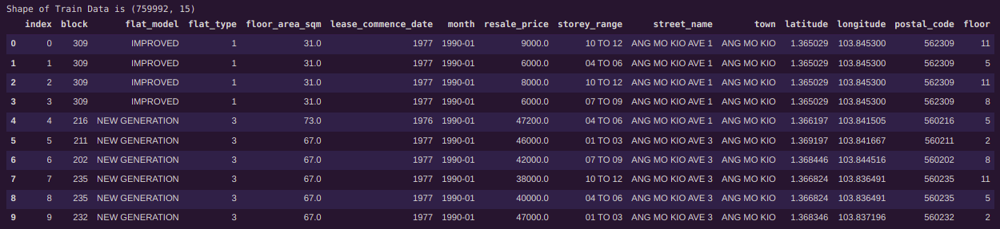 Shape of Train Data is (759992, 15)
index block flat_model flat_type floor_area_sqm lease_commence_date month resale_price storey_range street_name town latitude longitude postal_code floor
0 0 309 IMPROVED 1 31.0 1977 1990-01 9000.0 10 TO 12 ANG MO KIO AVE 1 ANG MO KIO 1.365029 103.845300 562309 11
1 1 309 IMPROVED 1 31.0 1977 1990-01 6000.0 04 TO 06 ANG MO KIO AVE 1 ANG MO KIO 1.365029 103.845300 562309 5
2 2 309 IMPROVED 1 31.0 1977 1990-01 8000.0 10 TO 12 ANG MO KIO AVE 1 ANG MO KIO 1.365029 103.845300 562309 11
3 3 309 IMPROVED 1 31.0 1977 1990-01 6000.0 07 TO 09 ANG MO KIO AVE 1 ANG MO KIO 1.365029 103.845300 562309 8
4 4 216 NEW GENERATION 3 73.0 1976 1990-01 47200.0 04 TO 06 ANG MO KIO AVE 1 ANG MO KIO 1.366197 103.841505 560216 5
5 5 211 NEW GENERATION 3 67.0 1977 1990-01 46000.0 01 TO 03 ANG MO KIO AVE 3 ANG MO KIO 1.369197 103.841667 560211 2
6 6 202 NEW GENERATION 3 67.0 1977 1990-01 42000.0 07 TO 09 ANG MO KIO AVE 3 ANG MO KIO 1.368446 103.844516 560202 8
7 7 235 NEW GENERATION 3 67.0 1977 1990-01 38000.0 10 TO 12 ANG MO KIO AVE 3 ANG MO KIO 1.366824 103.836491 560235 11
8 8 235 NEW GENERATION 3 67.0 1977 1990-01 40000.0 04 TO 06 ANG MO KIO AVE 3 ANG MO KIO 1.366824 103.836491 560235 5
9 9 232 NEW GENERATION 3 67.0 1977 1990-01 47000.0 01 TO 03 ANG MO KIO AVE 3 ANG MO KIO 1.368346 103.837196 560232 2